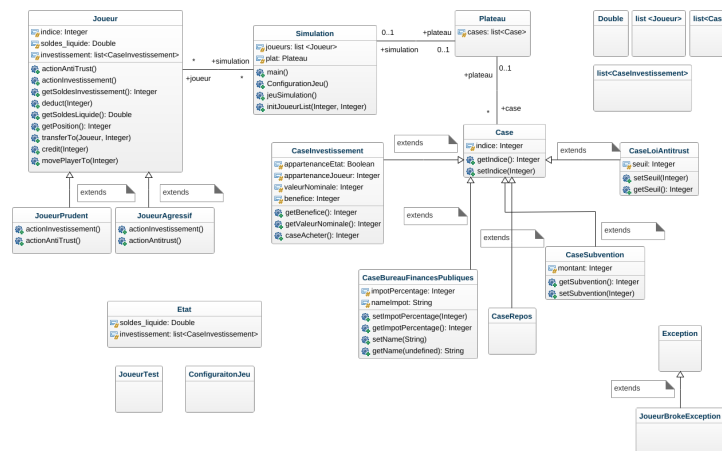 Joueur
indice: Integer
soldes_liquide: Double
investissement: list<CaseInvestissement>
actionAntiTrust()
actionInvestissement()
getSoldesInvestissement(): Integer
deduct(Integer)
getSoldesLiquide(): Double
getPosition(): Integer
transferTo(Joueur, Integer)
credit(Integer)
movePlayerTo(Integer)
* +simulation
+joueur *
Simulation
joueurs: list <Joueur>
plat: Plateau
main()
ConfigurationJeu()
jeuSimulation()
initJoueurList(Integer, Integer)
0..1 +plateau
+simulation 0..1
Plateau
cases: list<Case>
Double
list <Joueur>
list<Cas
list<CaseInvestissement>
+plateau 0..1
* +case
Case
indice: Integer
getIndice(): Integer
setIndice(Integer)
extends
extends
CaseInvestissement
appartenanceEtat: Boolean
appartenanceJoueur: Integer
valeurNominale: Integer
benefice: Integer
getBenefice(): Integer
getValeurNominale(): Integer
caseAcheter(): Integer
CaseLoiAntitrust
seuil: Integer
setSeuil(Integer)
getSeuil(): Integer
extends
extends
JoueurPrudent
actionInvestissement()
actionAntiTrust()
JoueurAgressif
actionInvestissement()
actionAntitrust()
extends
extends
extends
CaseSubvention
montant: Integer
getSubvention(): Integer
setSubvention(Integer)
CaseBureauFinancesPubliques
impotPercentage: Integer
nameImpot: String
setImpotPercentage(Integer)
getImpotPercentage(): Integer
setName(String)
getName(undefined): String
CaseRepos
Etat
soldes_liquide: Double
investissement: list<CaseInvestissement>
JoueurTest
ConfiguraitonJeu
Exception
extends
JoueurBrokeException